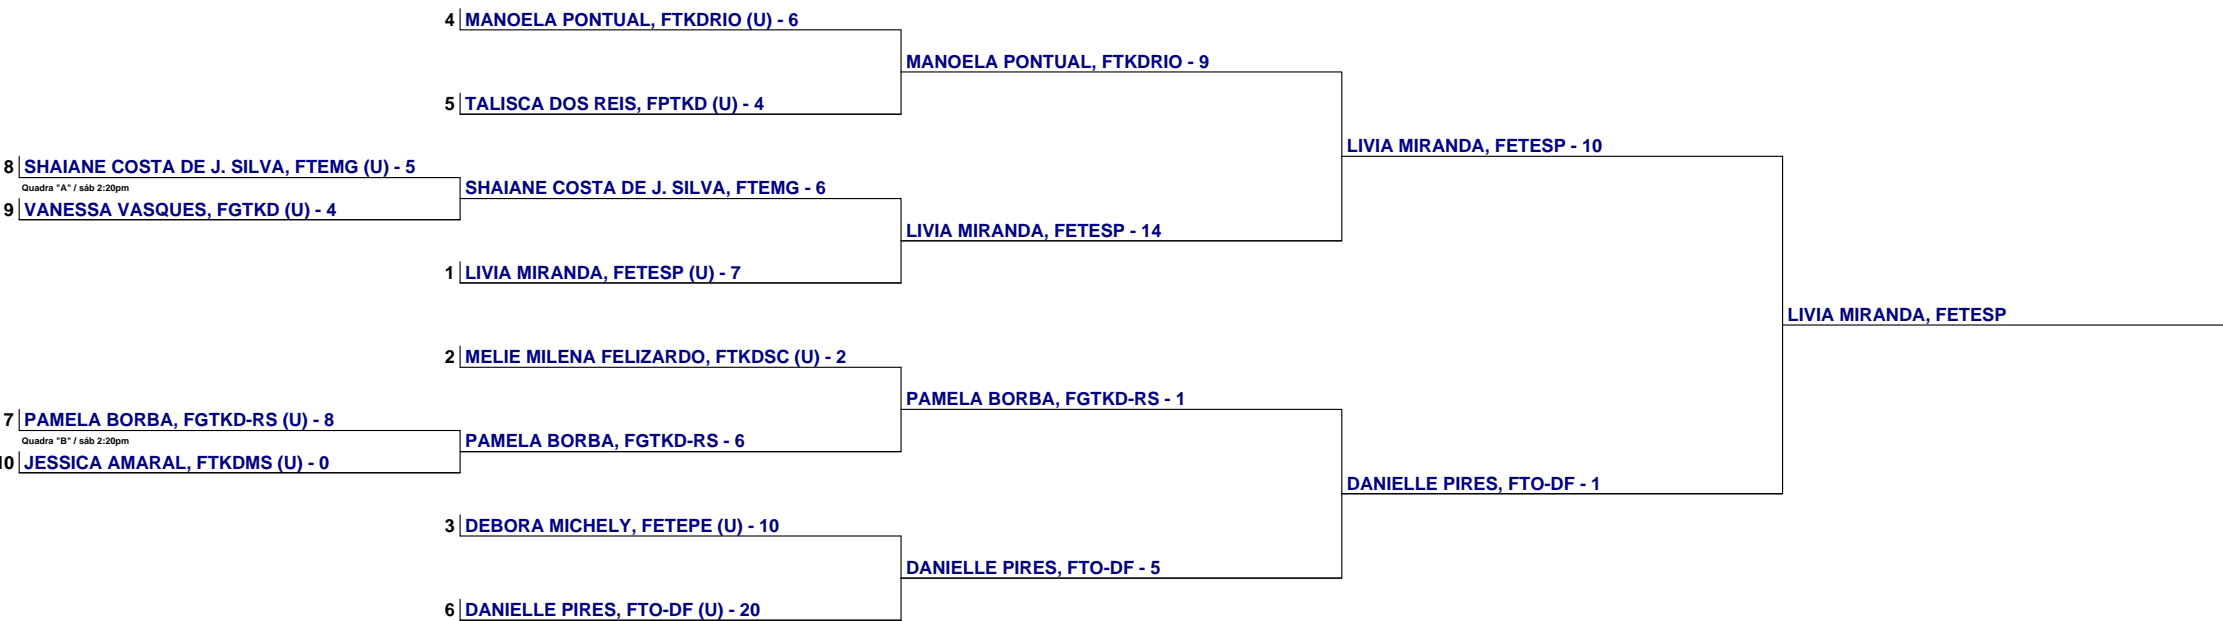 4 MANOELA PONTUAL, FTKDRIO (U) - 6
MANOELA PONTUAL, FTKDRIO - 9
5 TALISCA DOS REIS, FPTKD (U) - 4
LIVIA MIRANDA, FETESP - 10
8 SHAIANE COSTA DE J. SILVA, FTEMG (U) - 5
Quadra "A" / sáb 2:20pm
SHAIANE COSTA DE J. SILVA, FTEMG - 6
9 VANESSA VASQUES, FGTKD (U) - 4
LIVIA MIRANDA, FETESP - 14
1 LIVIA MIRANDA, FETESP (U) - 7
LIVIA MIRANDA, FETESP
2 MELIE MILENA FELIZARDO, FTKDSC (U) - 2
PAMELA BORBA, FGTKD-RS - 1
7 PAMELA BORBA, FGTKD-RS (U) - 8
Quadra "B" / sáb 2:20pm
PAMELA BORBA, FGTKD-RS - 6
10 JESSICA AMARAL, FTKDMS (U) - 0
DANIELLE PIRES, FTO-DF - 1
3 DEBORA MICHELY, FETEPE (U) - 10
DANIELLE PIRES, FTO-DF - 5
6 DANIELLE PIRES, FTO-DF (U) - 20